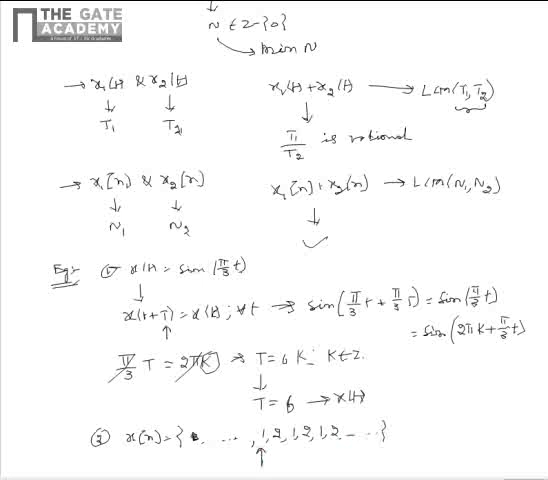 THE GATE
ACADEMY
N ∈ Z-{0}
min N
→ x₁(t) & x₂(t) x₁(t)+x₂(t) → LCM(T₁,T₂)
↓ ↓ ↓
T₁ T₂ T₁/T₂ is rational
→ x₁[n] & x₂[n] x₁[n]+x₂[n] → LCM(N₁,N₂)
↓ ↓ ↓
N₁ N₂ ✓
Eg:- ① x(t) = sin(π/3 t)
↓
x(t+T) = x(t); ∀t ⇒ sin(π/3 t + π/3 T) = sin(π/3 t)
↑ = sin(2πK+π/3 t)
π/3 T = 2πK ⇒ T=6K; K∈Z.
↓
T=6 → x(t)
② x[n] = { ...., 1,2,1,2,1,2 - ...}
↑